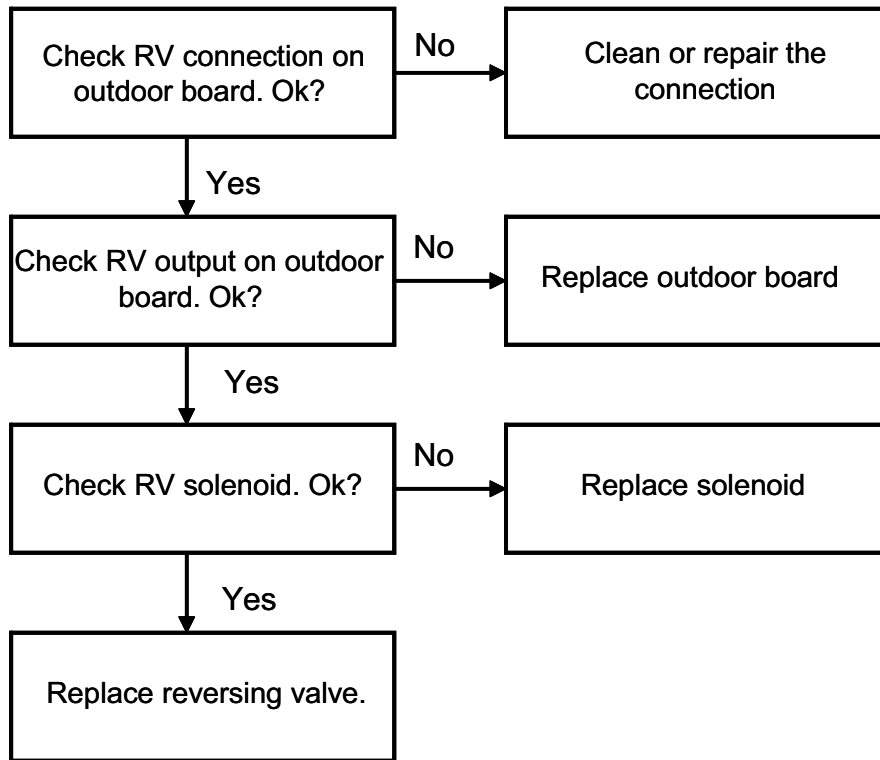 Check RV connection on
outdoor board. Ok?
No
Clean or repair the
connection
Yes
Check RV output on outdoor
board. Ok?
No
Replace outdoor board
Yes
Check RV solenoid. Ok?
No
Replace solenoid
Yes
Replace reversing valve.